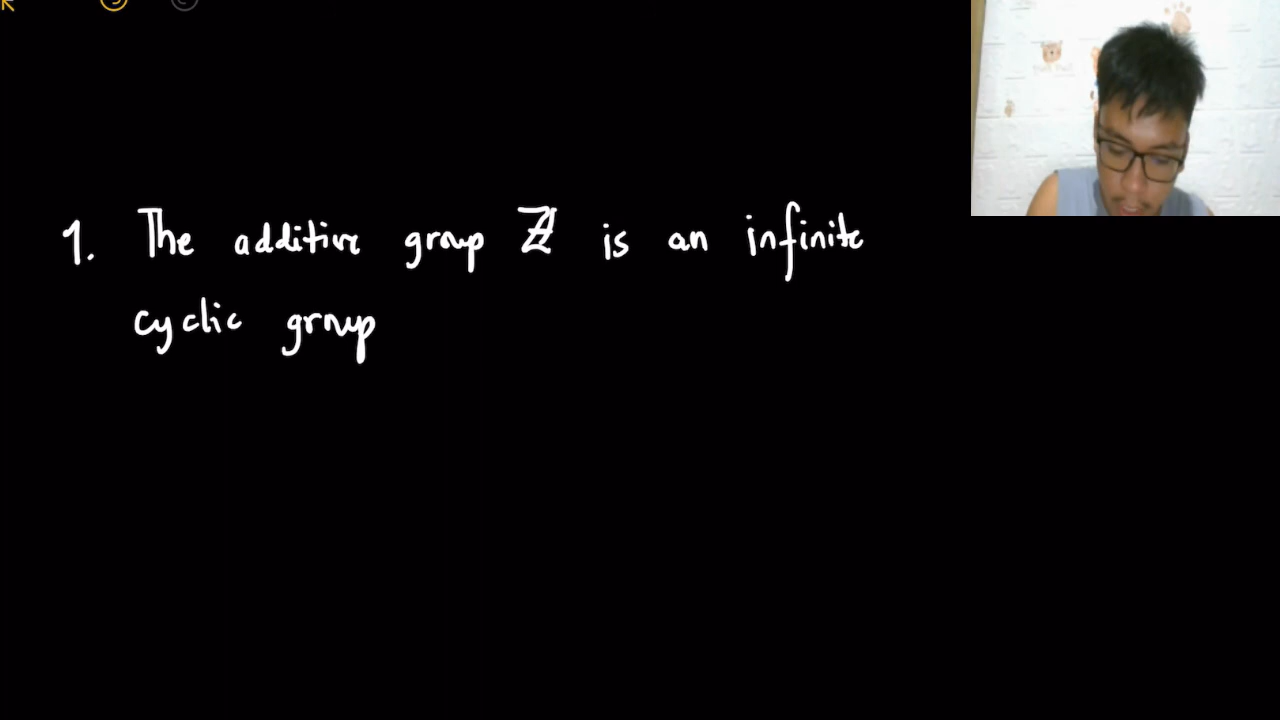 1. The additive group ℤ is an infinite
cyclic group